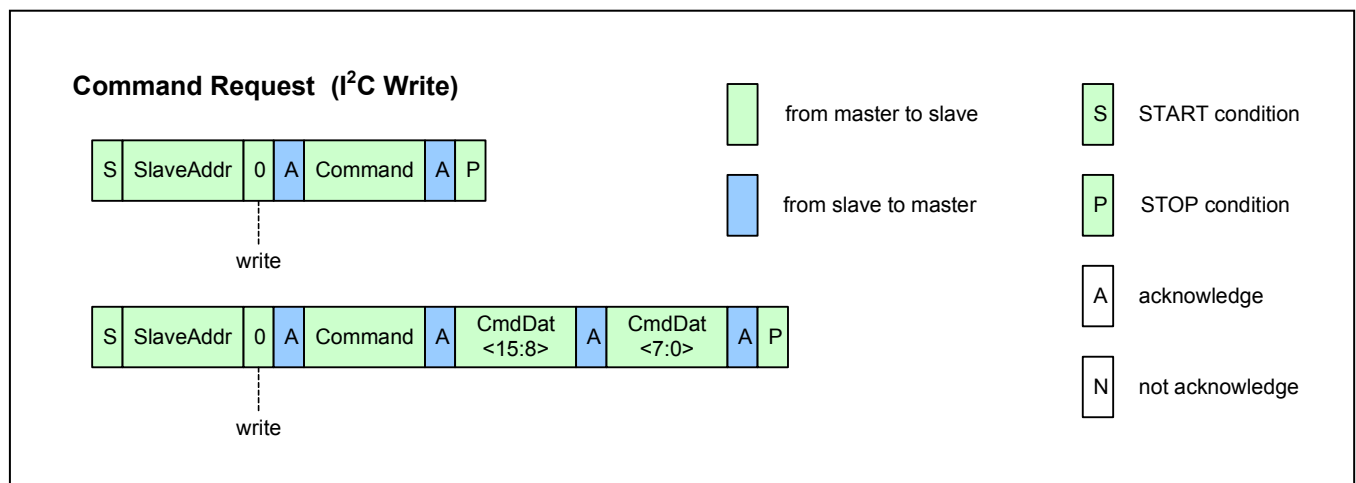 Command Request (I²C Write)
S SlaveAddr 0 A Command A P
write
S SlaveAddr 0 A Command A CmdDat <15:8> A CmdDat <7:0> A P
write
from master to slave
from slave to master
S START condition
P STOP condition
A acknowledge
N not acknowledge